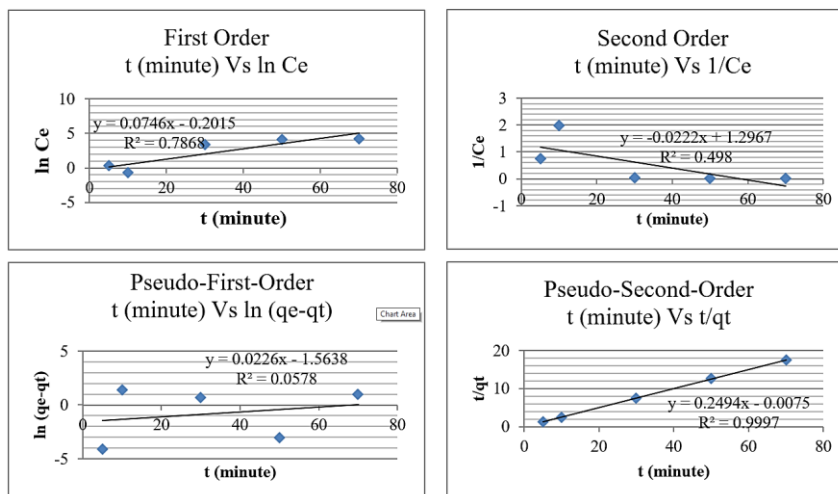 First Order
t (minute) Vs ln Ce
10
5
0
-5
ln Ce
y = 0.0746x - 0.2015
R² = 0.7868
0
20
40
60
80
t (minute)
Second Order
t (minute) Vs 1/Ce
3
2
1
0
-1
1/Ce
y = -0.0222x + 1.2967
R² = 0.498
20
40
60
80
t (minute)
Pseudo-First-Order
t (minute) Vs ln (qe-qt)
Chart Area
5
0
-5
ln (qe-qt)
y = 0.0226x - 1.5638
R² = 0.0578
0
20
40
60
80
t (minute)
Pseudo-Second-Order
t (minute) Vs t/qt
20
10
0
t/qt
y = 0.2494x - 0.0075
R² = 0.9997
0
20
40
60
80
t (minute)